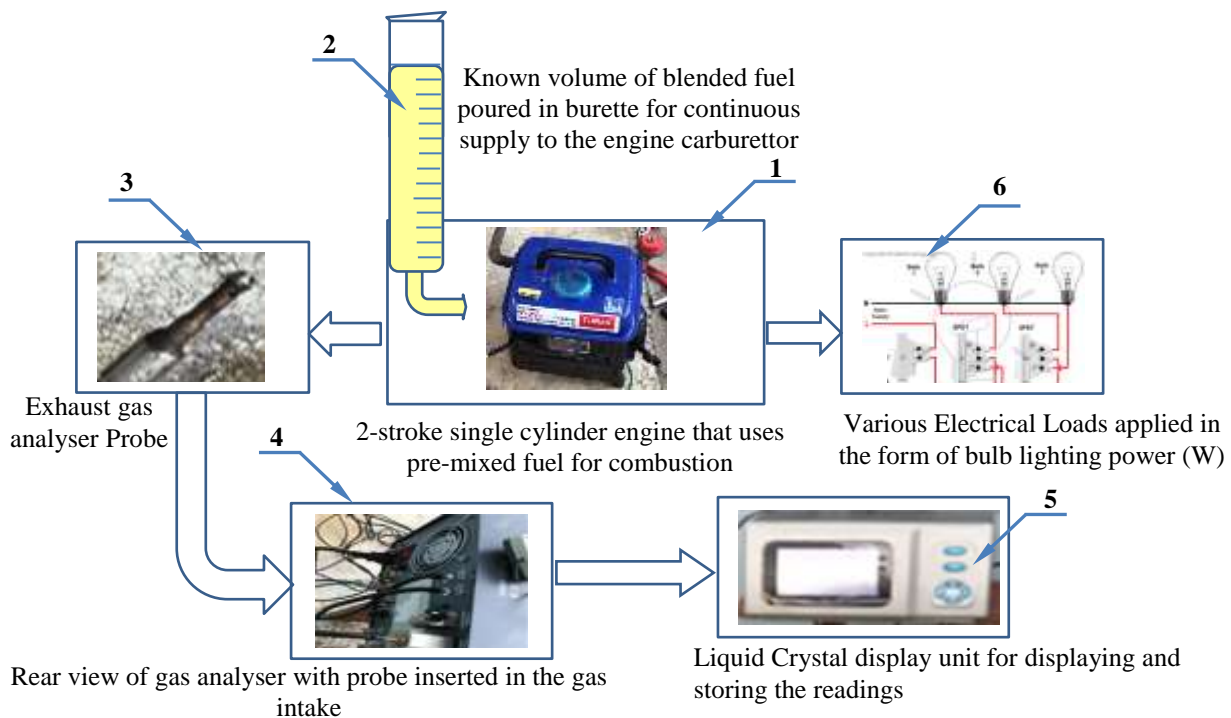 2
Known volume of blended fuel
poured in burette for continuous
supply to the engine carburettor
1
3
6
Exhaust gas
analyser Probe
2-stroke single cylinder engine that uses
pre-mixed fuel for combustion
Various Electrical Loads applied in
the form of bulb lighting power (W)
4
5
Rear view of gas analyser with probe inserted in the gas
intake
Liquid Crystal display unit for displaying and
storing the readings